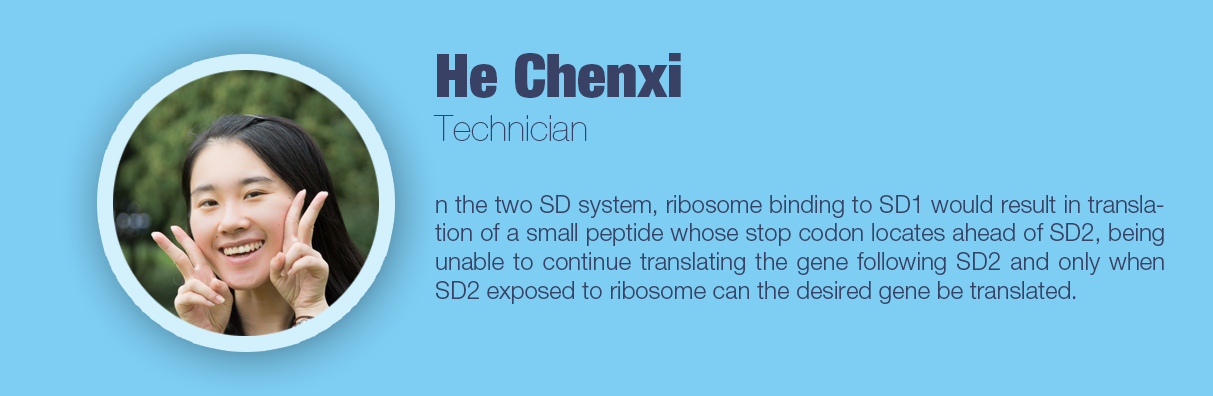 He Chenxi
Technician
n the two SD system, ribosome binding to SD1 would result in transla-
tion of a small peptide whose stop codon locates ahead of SD2, being
unable to continue translating the gene following SD2 and only when
SD2 exposed to ribosome can the desired gene be translated.